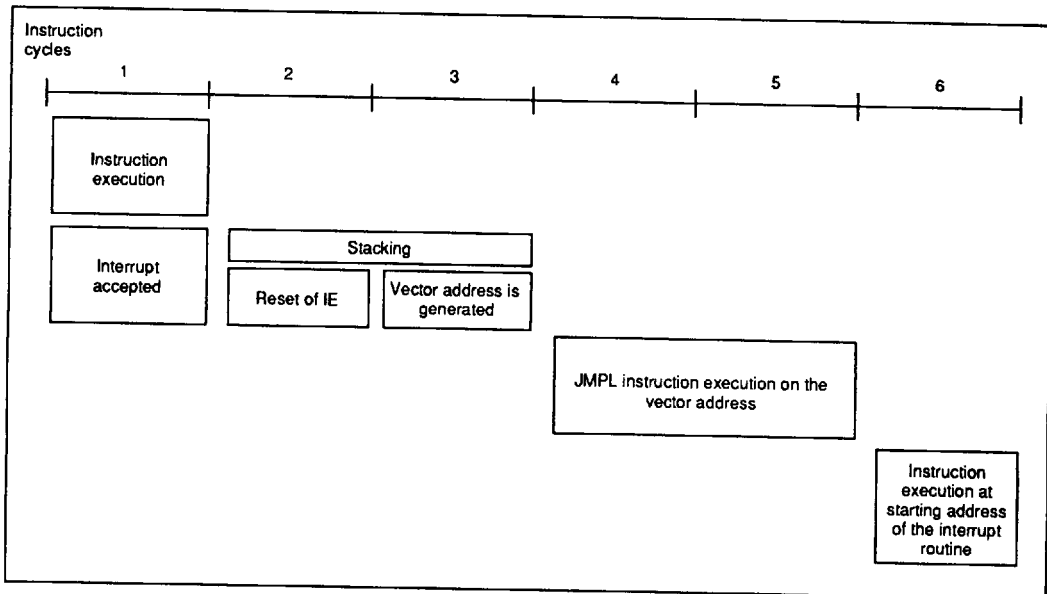 Instruction
cycles
1 2 3 4 5 6
Instruction
execution
Interrupt
accepted
Stacking
Reset of IE
Vector address is
generated
JMPL instruction execution on the
vector address
Instruction
execution at
starting address
of the interrupt
routine